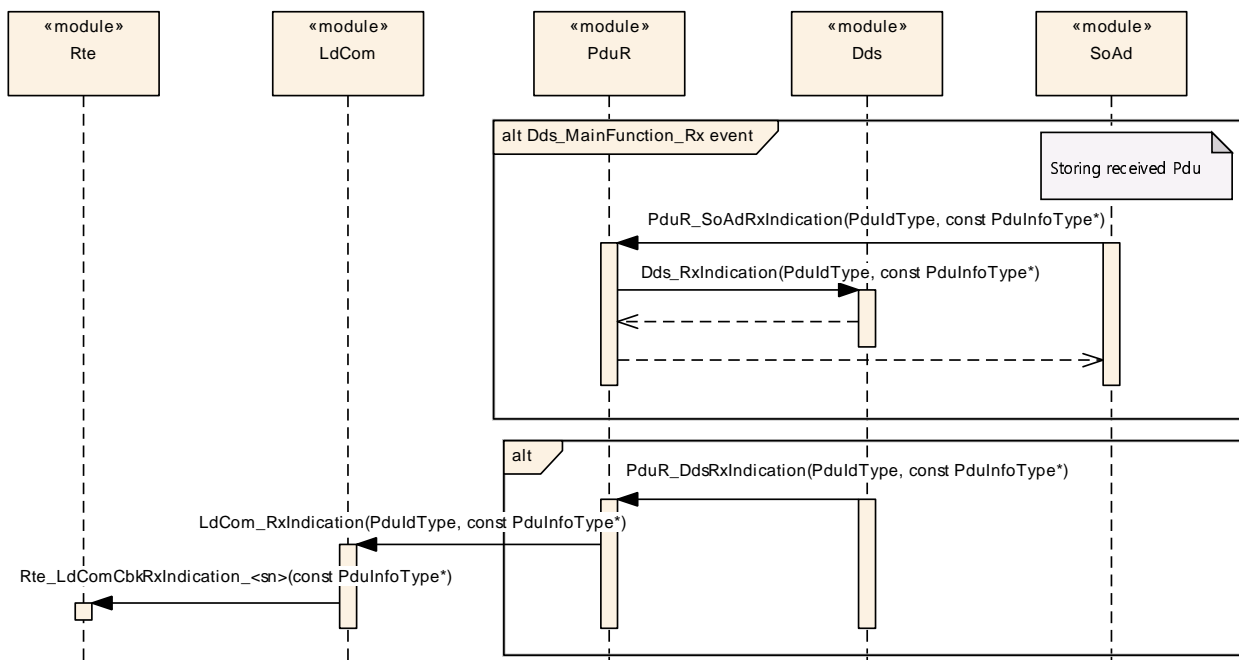 «module»
Rte
«module»
LdCom
«module»
PduR
«module»
Dds
«module»
SoAd
alt Dds_MainFunction_Rx event
Storing received Pdu
PduR_SoAdRxIndication(PduIdType, const PduInfoType*)
Dds_RxIndication(PduIdType, const PduInfoType*)
alt
PduR_DdsRxIndication(PduIdType, const PduInfoType*)
LdCom_RxIndication(PduIdType, const PduInfoType*)
Rte_LdComCbkRxIndication_<sn>(const PduInfoType*)